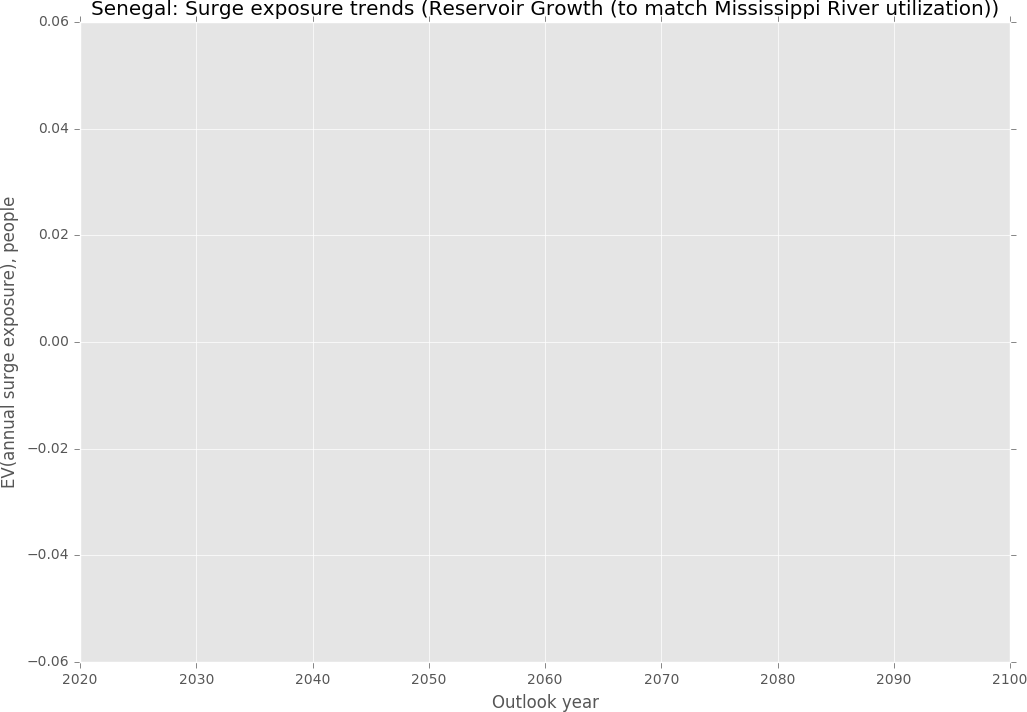 Senegal: Surge exposure trends (Reservoir Growth (to match Mississippi River utilization))
EV(annual surge exposure), people
0.06
0.04
0.02
0.00
−0.02
−0.04
−0.06
2020 2030 2040 2050 2060 2070 2080 2090 2100
Outlook year